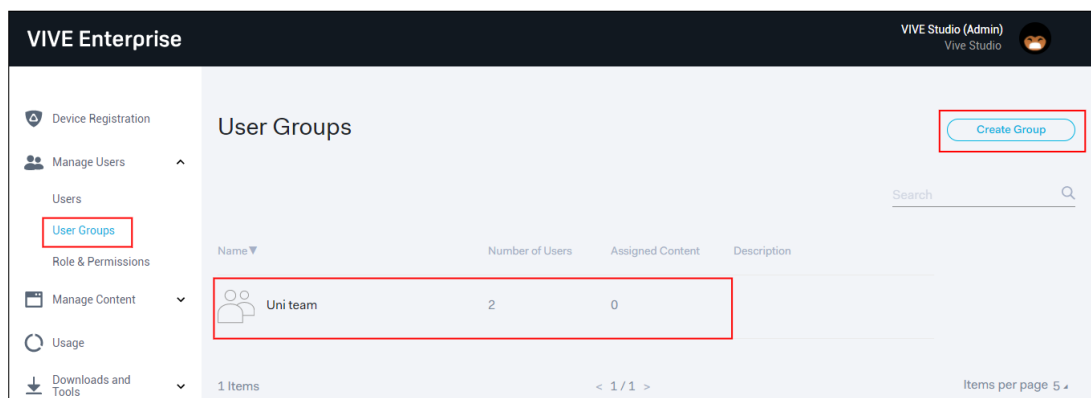 VIVE Enterprise
VIVE Studio (Admin)
Vive Studio
Device Registration
Manage Users
Users
User Groups
Role & Permissions
Manage Content
Usage
Downloads and
Tools
User Groups
Create Group
Search
Name▼ Number of Users Assigned Content Description
Uni team 2 0
1 Items < 1 / 1 > Items per page 5